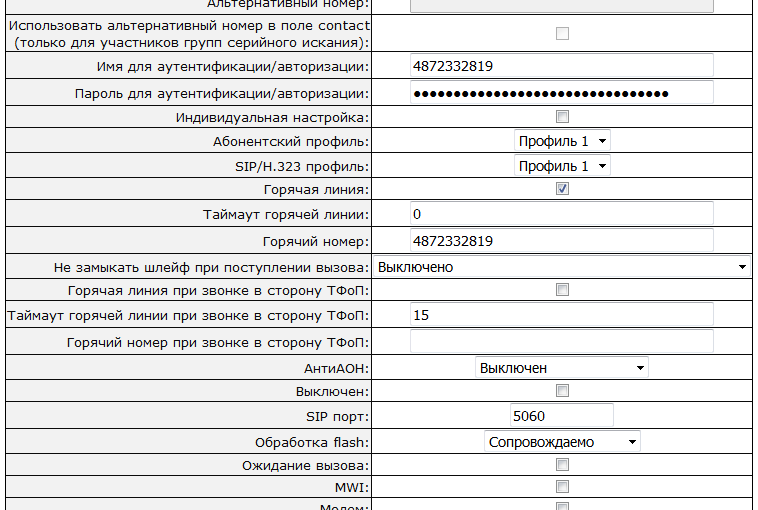 Альтернативный номер:
Использовать альтернативный номер в поле contact
(только для участников групп серийного искания):
Имя для аутентификации/авторизации: 4872332819
Пароль для аутентификации/авторизации: ••••••••••••••••••••••••••••••••
Индивидуальная настройка:
Абонентский профиль: Профиль 1
SIP/H.323 профиль: Профиль 1
Горячая линия:
Таймаут горячей линии: 0
Горячий номер: 4872332819
Не замыкать шлейф при поступлении вызова: Выключено
Горячая линия при звонке в сторону ТФоП:
Таймаут горячей линии при звонке в сторону ТФоП: 15
Горячий номер при звонке в сторону ТФоП:
АнтиАОН: Выключен
Выключен:
SIP порт: 5060
Обработка flash: Сопровождаемо
Ожидание вызова:
MWI:
Модем: